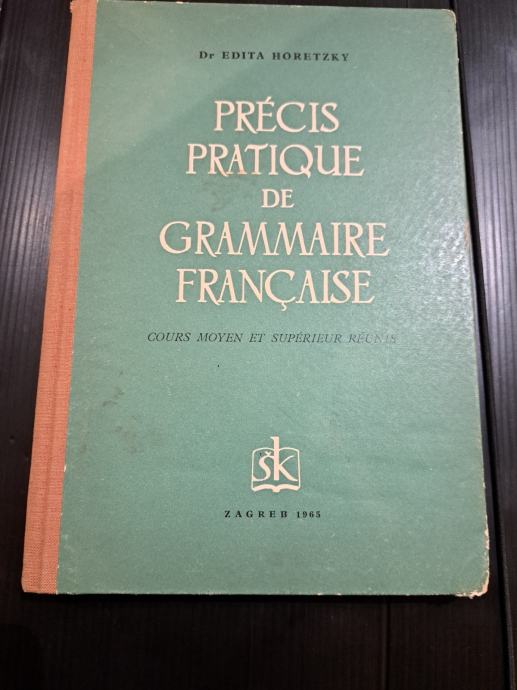 Dr EDITA HORETZKY
PRÉCIS
PRATIQUE
DE
GRAMMAIRE
FRANÇAISE
COURS MOYEN ET SUPÉRIEUR RÉUNIS
šk
ZAGREB 1965